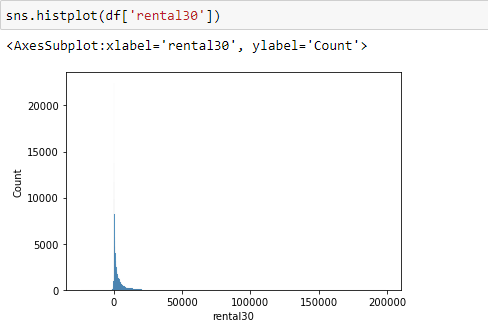 sns.histplot(df['rental30'])
<AxesSubplot:xlabel='rental30', ylabel='Count'>
20000
15000
Count
10000
5000
0
0 50000 100000 150000 200000
rental30